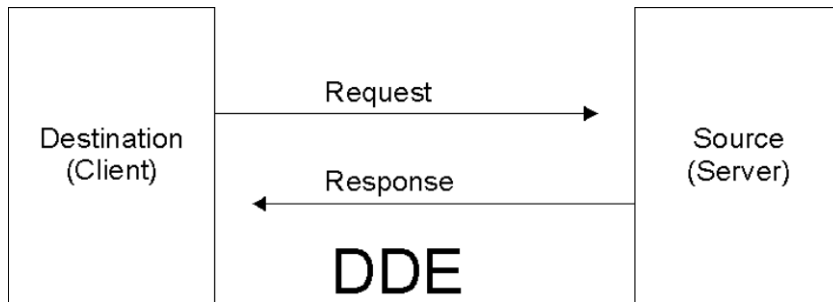 Destination
(Client)
Request
Response
Source
(Server)
DDE